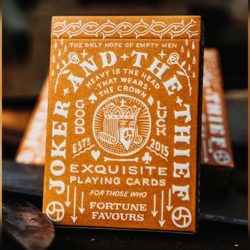 THE ONLY HOPE OF EMPTY MEN
JOKER AND THE THIEF
HEAVY IS THE HEAD
THAT WEARS
THE CROWN
GOOD LUCK
ESTD 2015
EXQUISITE
PLAYING CARDS
FOR THOSE WHO
FORTUNE
FAVOURS